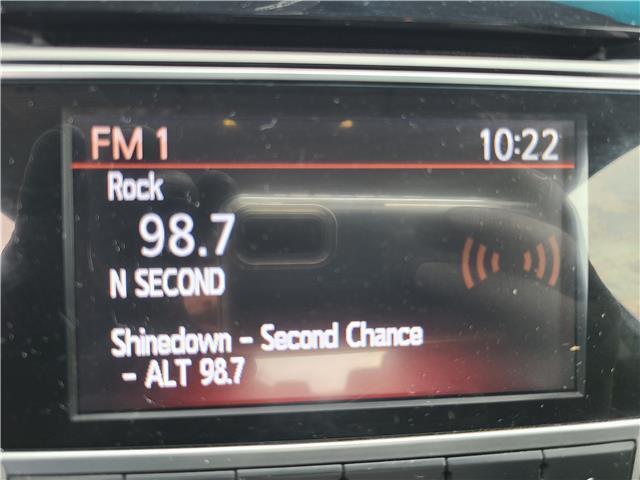 FM 1 10:22
Rock
98.7
N SECOND
Shinedown - Second Chance
- ALT 98.7